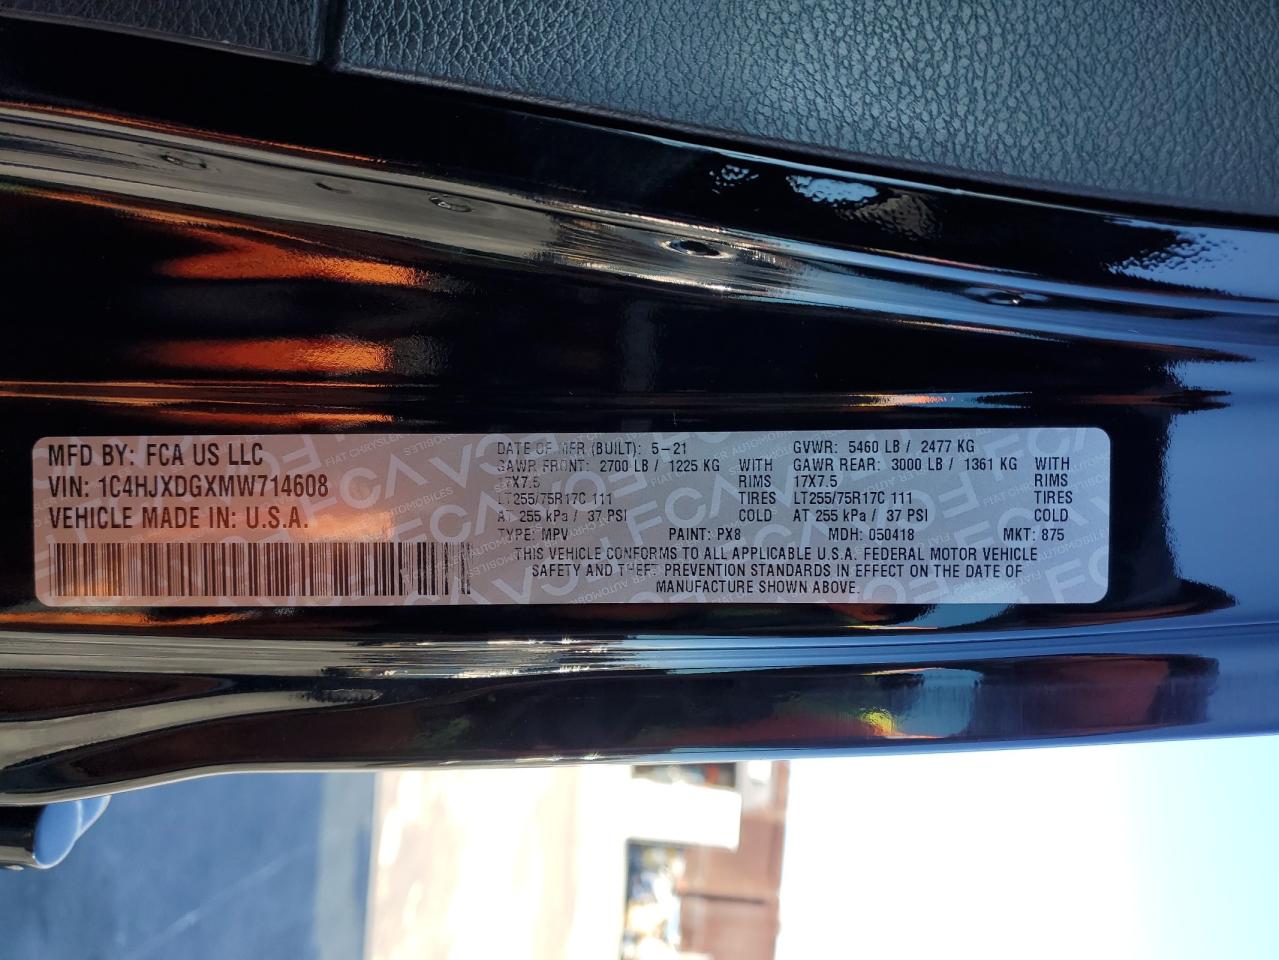 MFD BY: FCA US LLC
VIN: 1C4HJXDGXMW714608
VEHICLE MADE IN: U.S.A.
DATE OF MFR (BUILT): 5-21
GAWR FRONT: 2700 LB / 1225 KG WITH
17X7.5 RIMS
LT255/75R17C 111 TIRES
AT 255 kPa / 37 PSI COLD
GVWR: 5460 LB / 2477 KG
GAWR REAR: 3000 LB / 1361 KG WITH
17X7.5 RIMS
LT255/75R17C 111 TIRES
AT 255 kPa / 37 PSI COLD
TYPE: MPV PAINT: PX8 MDH: 050418 MKT: 875
THIS VEHICLE CONFORMS TO ALL APPLICABLE U.S.A. FEDERAL MOTOR VEHICLE
SAFETY AND THEFT PREVENTION STANDARDS IN EFFECT ON THE DATE OF
MANUFACTURE SHOWN ABOVE.